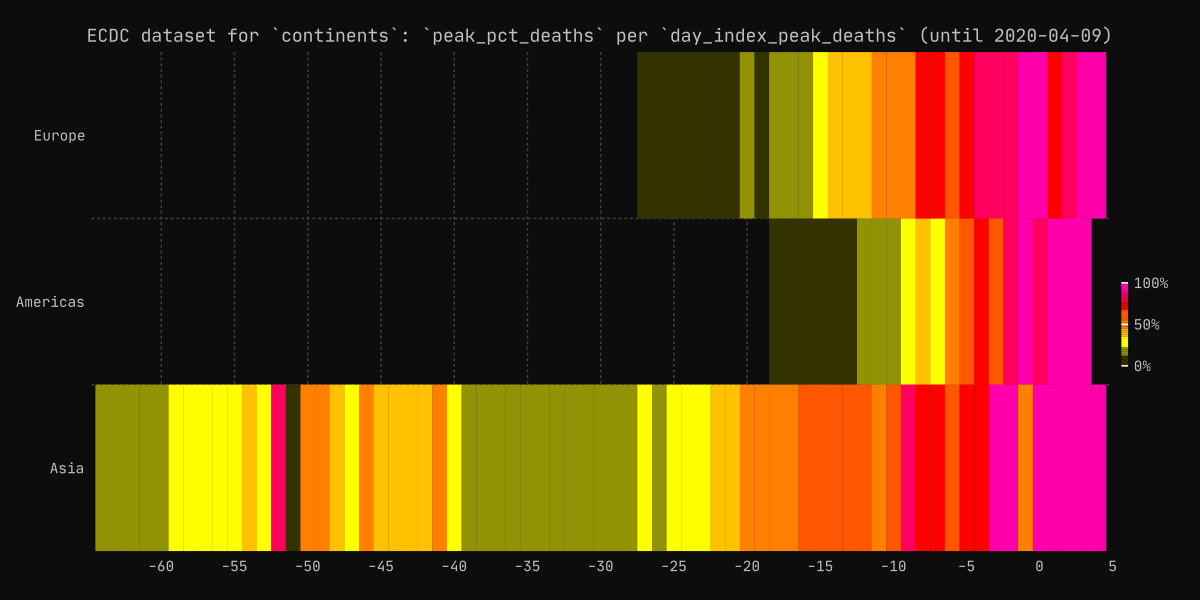 ECDC dataset for `continents`: `peak_pct_deaths` per `day_index_peak_deaths` (until 2020-04-09)
Europe
Americas
Asia
100%
50%
0%
-60 -55 -50 -45 -40 -35 -30 -25 -20 -15 -10 -5 0 5